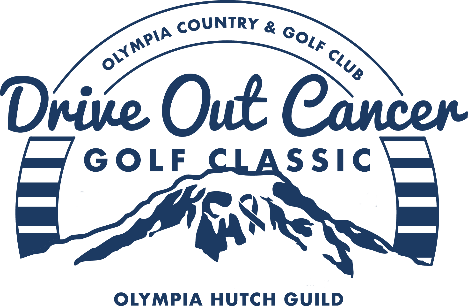 OLYMPIA COUNTRY & GOLF CLUB
Drive Out Cancer
GOLF CLASSIC
OLYMPIA HUTCH GUILD